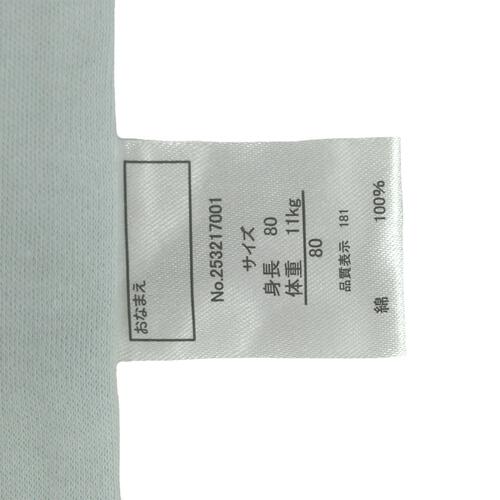 おなまえ
No.253217001
サイズ
身長 80
体重 11kg
80
品質表示 181
綿 100%